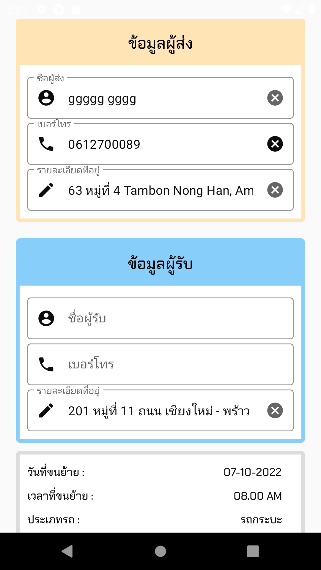 ข้อมูลผู้ส่ง
ชื่อผู้ส่ง
ggggg gggg
เบอร์โทร
0612700089
รายละเอียดที่อยู่
63 หมู่ที่ 4 Tambon Nong Han, Am
ข้อมูลผู้รับ
ชื่อผู้รับ
เบอร์โทร
รายละเอียดที่อยู่
201 หมู่ที่ 11 ถนน เชียงใหม่ - พร้าว
วันที่ขนย้าย : 07-10-2022
เวลาที่ขนย้าย : 08.00 AM
ประเภทรถ : รถกระบะ